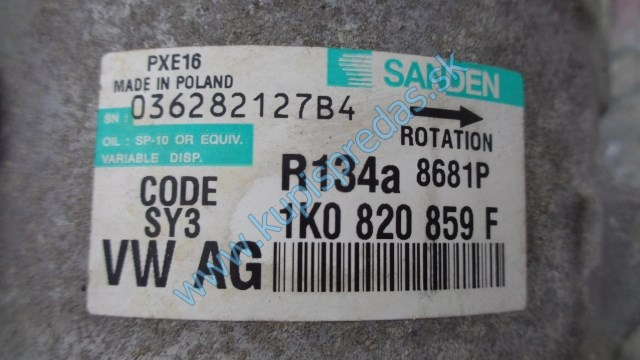 PXE16
MADE IN POLAND
SANDEN
SN: 036282127B4
ROTATION
OIL: SP-10 OR EQUIV.
VARIABLE DISP.
R134a 8681P
CODE
SY3
1K0 820 859 F
VW AG
www.kupispredas.sk